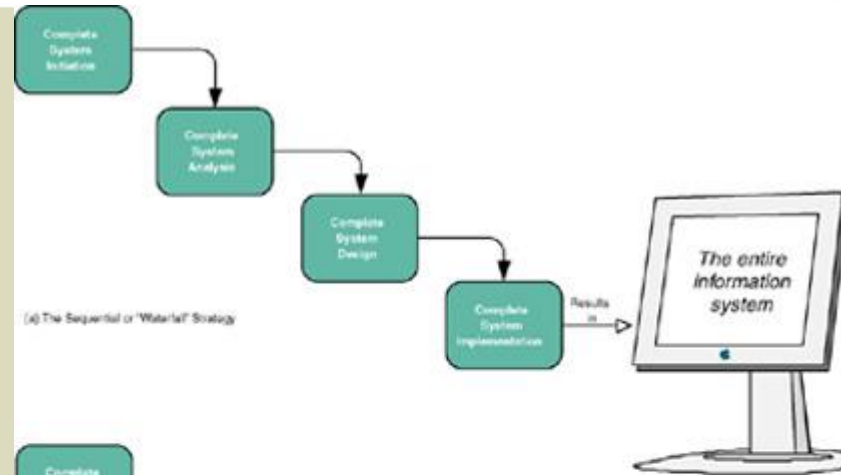 Complete
System
Initiation
Complete
System
Analysis
Complete
System
Design
Complete
System
Implementation
Results
in
The entire
information
system
(a) The Sequential or "Waterfall" Strategy
Complete